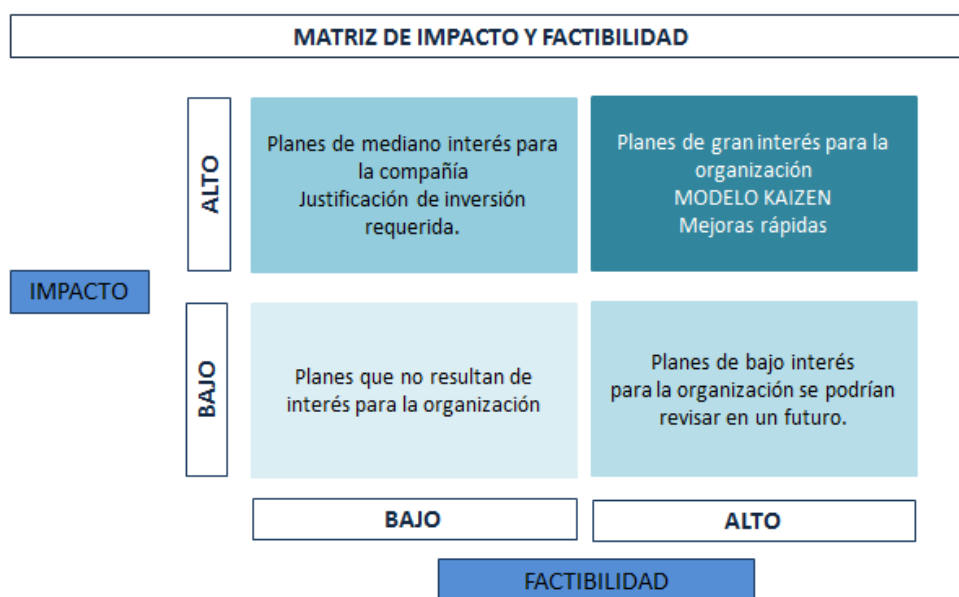 MATRIZ DE IMPACTO Y FACTIBILIDAD
ALTO
Planes de mediano interés para
la compañía
Justificación de inversión
requerida.
Planes de gran interés para la
organización
MODELO KAIZEN
Mejoras rápidas
IMPACTO
BAJO
Planes que no resultan de
interés para la organización
Planes de bajo interés
para la organización se podrían
revisar en un futuro.
BAJO
ALTO
FACTIBILIDAD